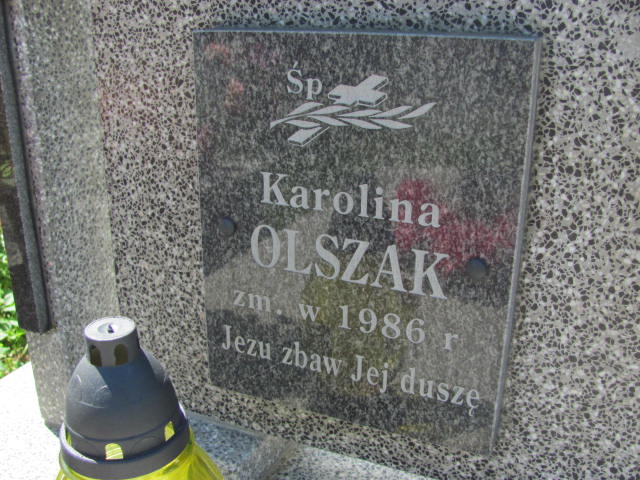 Śp
Karolina
OLSZAK
zm. w 1986 r
Jezu zbaw Jej duszę